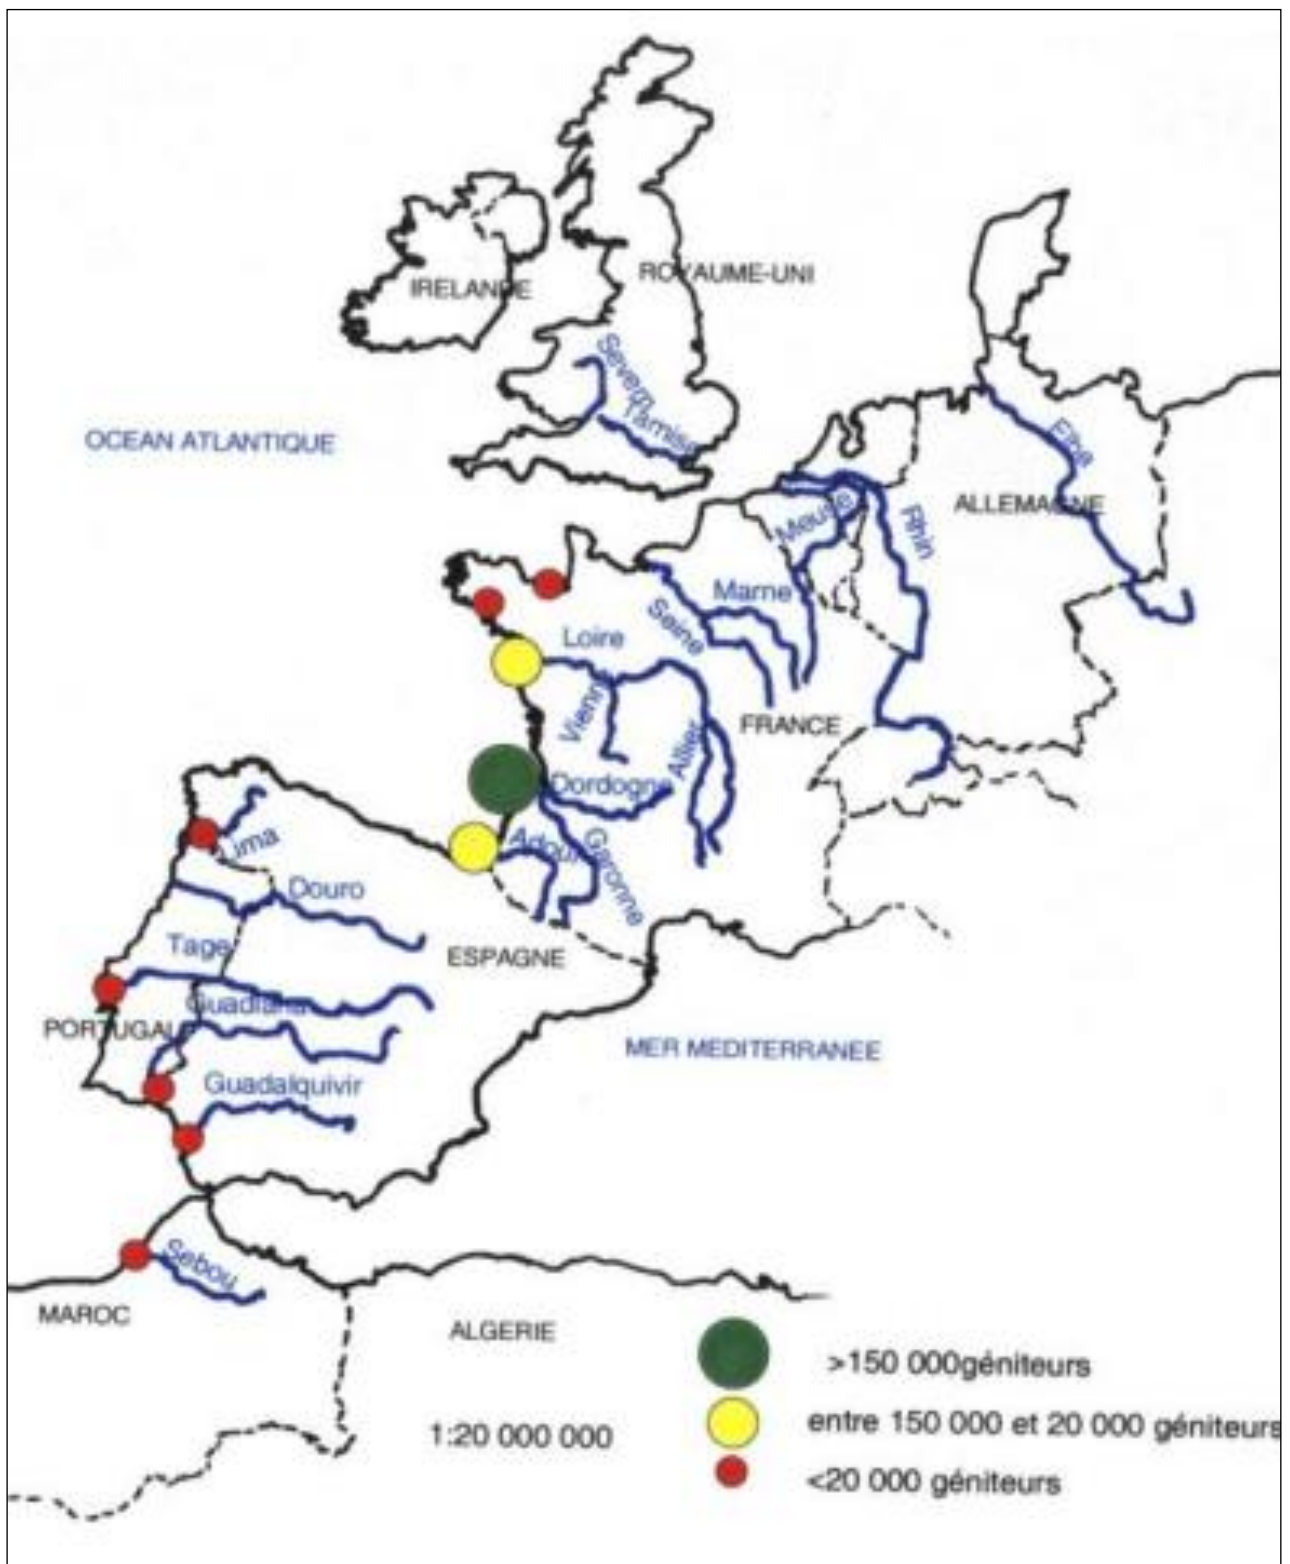 IRELANDE
ROYAUME-UNI
Severn
Tamise
OCEAN ATLANTIQUE
Elbe
ALLEMAGNE
Meuse
Rhin
Marne
Seine
Loire
Vienne
FRANCE
Allier
Dordogne
Adour
Garonne
Lima
Douro
Tage
ESPAGNE
Guadiana
PORTUGAL
MER MEDITERRANEE
Guadalquivir
Sebou
MAROC
ALGERIE
>150 000géniteurs
entre 150 000 et 20 000 géniteurs
1:20 000 000
<20 000 géniteurs